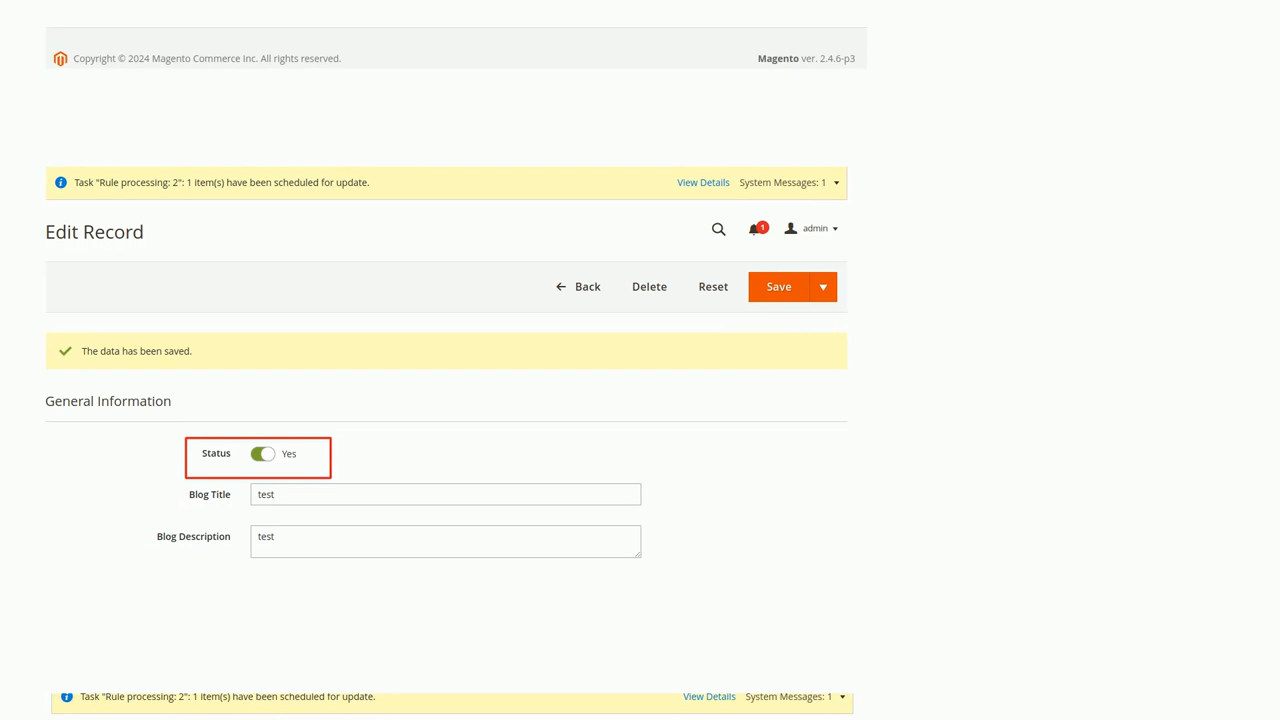 Copyright © 2024 Magento Commerce Inc. All rights reserved. Magento ver. 2.4.6-p3
Task "Rule processing: 2": 1 item(s) have been scheduled for update. View Details System Messages: 1
Edit Record 1 admin
Back Delete Reset Save
The data has been saved.
General Information
Status Yes
Blog Title test
Blog Description test
Task "Rule processing: 2": 1 item(s) have been scheduled for update. View Details System Messages: 1